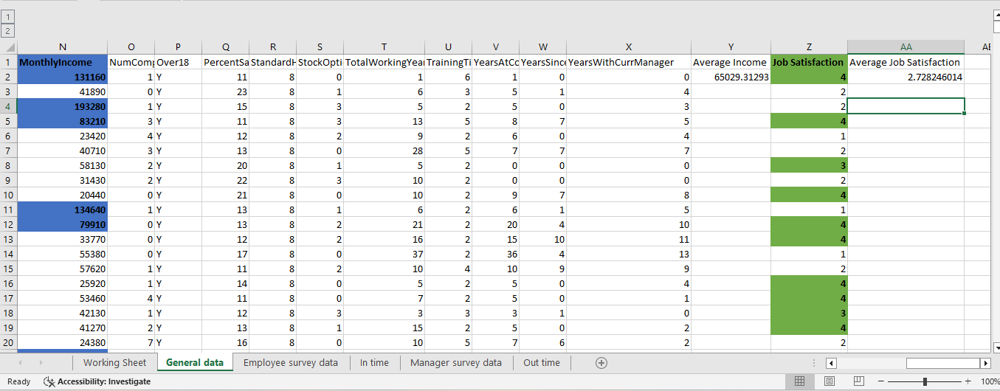 1
2
N O P Q R S T U V W X Y Z AA AE
1 MonthlyIncome NumComp Over18 PercentSa StandardH StockOpti TotalWorkingYea TrainingTi YearsAtCo YearsSince YearsWithCurrManager Average Income Job Satisfaction Average Job Satisfaction
2 131160 1 Y 11 8 0 1 6 1 0 0 65029.31293 4 2.728246014
3 41890 0 Y 23 8 1 6 3 5 1 4 2
4 193280 1 Y 15 8 3 5 2 5 0 3 2
5 83210 3 Y 11 8 3 13 5 8 7 5 4
6 23420 4 Y 12 8 2 9 2 6 0 4 1
7 40710 3 Y 13 8 0 28 5 7 7 7 2
8 58130 2 Y 20 8 1 5 2 0 0 0 3
9 31430 2 Y 22 8 3 10 2 0 0 0 2
10 20440 0 Y 21 8 0 10 2 9 7 8 4
11 134640 1 Y 13 8 1 6 2 6 1 5 1
12 79910 0 Y 13 8 2 21 2 20 4 10 4
13 33770 0 Y 12 8 2 16 2 15 10 11 4
14 55380 0 Y 17 8 0 37 2 36 4 13 1
15 57620 1 Y 11 8 2 10 4 10 9 9 2
16 25920 1 Y 14 8 0 5 2 5 0 4 4
17 53460 4 Y 11 8 0 7 2 5 0 1 4
18 42130 1 Y 12 8 3 3 3 3 1 0 3
19 41270 2 Y 13 8 1 15 2 5 0 2 4
20 24380 7 Y 16 8 0 10 5 7 6 2 2
Working Sheet General data Employee survey data In time Manager survey data Out time
Ready Accessibility: Investigate 100%